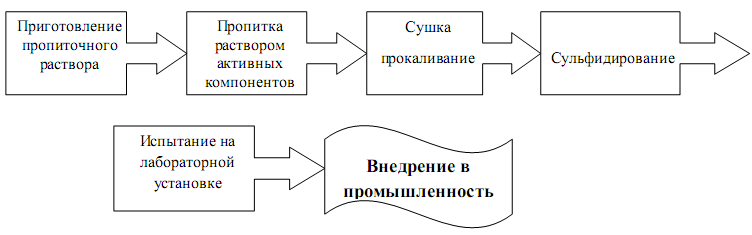 Приготовление
пропиточного
раствора
Пропитка
раствором
активных
компонентов
Сушка
прокаливание
Сульфидирование
Испытание на
лабораторной
установке
Внедрение в
промышленность